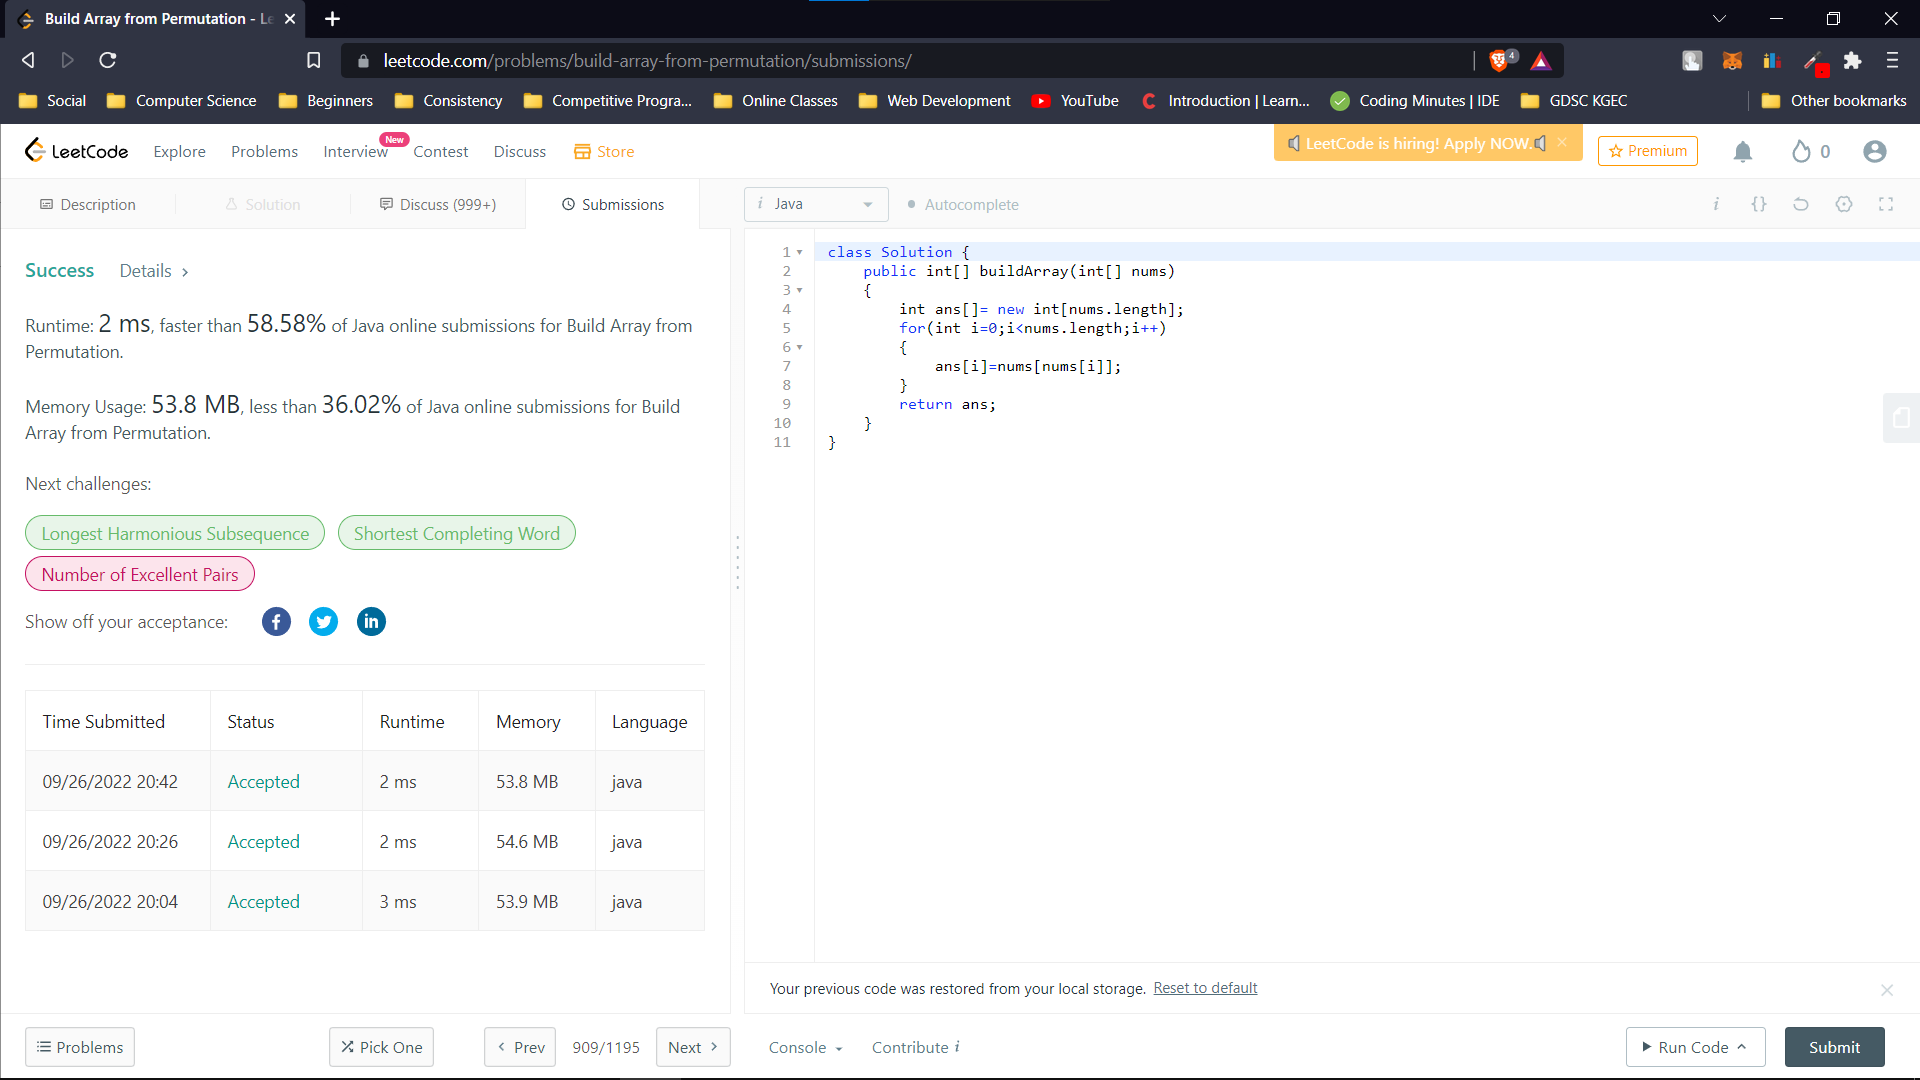 Build Array from Permutation - Le
leetcode.com/problems/build-array-from-permutation/submissions/
4
Social
Computer Science
Beginners
Consistency
Competitive Progra...
Online Classes
Web Development
YouTube
Introduction | Learn...
Coding Minutes | IDE
GDSC KGEC
Other bookmarks
LeetCode
Explore
Problems
Interview
New
Contest
Discuss
Store
LeetCode is hiring! Apply NOW.
Premium
0
Description
Solution
Discuss (999+)
Submissions
i Java
Autocomplete
i
{}
Success
Details
Runtime: 2 ms, faster than 58.58% of Java online submissions for Build Array from
Permutation.
Memory Usage: 53.8 MB, less than 36.02% of Java online submissions for Build
Array from Permutation.
Next challenges:
Longest Harmonious Subsequence
Shortest Completing Word
Number of Excellent Pairs
Show off your acceptance:
f
in
Time Submitted Status Runtime Memory Language
09/26/2022 20:42 Accepted 2 ms 53.8 MB java
09/26/2022 20:26 Accepted 2 ms 54.6 MB java
09/26/2022 20:04 Accepted 3 ms 53.9 MB java
1 class Solution {
2 public int[] buildArray(int[] nums)
3 {
4 int ans[]= new int[nums.length];
5 for(int i=0;i<nums.length;i++)
6 {
7 ans[i]=nums[nums[i]];
8 }
9 return ans;
10 }
11 }
Your previous code was restored from your local storage. Reset to default
Problems
Pick One
Prev
909/1195
Next
Console
Contribute i
Run Code
Submit